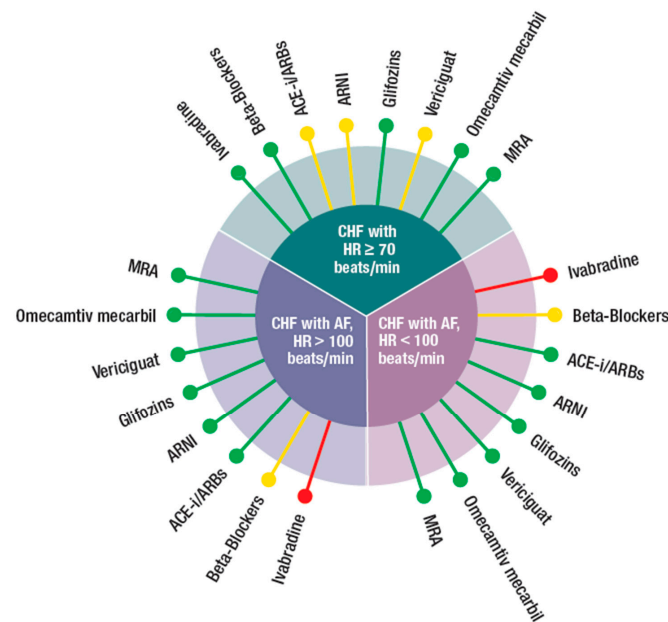 Ivabradine
Beta-Blockers
ACE-i/ARBs
ARNI
Glifozins
Vericiguat
Omecamtiv mecarbil
MRA
CHF with
HR ≥ 70
beats/min
MRA
Omecamtiv mecarbil
Vericiguat
Glifozins
ARNI
ACE-i/ARBs
Beta-Blockers
Ivabradine
CHF with AF,
HR > 100
beats/min
CHF with AF,
HR < 100
beats/min
Ivabradine
Beta-Blockers
ACE-i/ARBs
ARNI
Glifozins
Vericiguat
Omecamtiv mecarbil
MRA